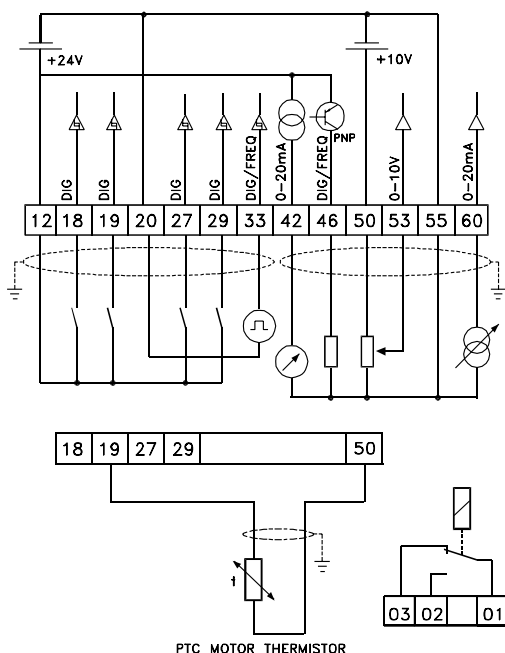 +24V
+10V
DIG
DIG
DIG
DIG
DIG/FREQ
0-20mA
DIG/FREQ
PNP
0-10V
0-20mA
12 18 19 20 27 29 33 42 46 50 53 55 60
18 19 27 29 50
03 02 01
PTC MOTOR THERMISTOR